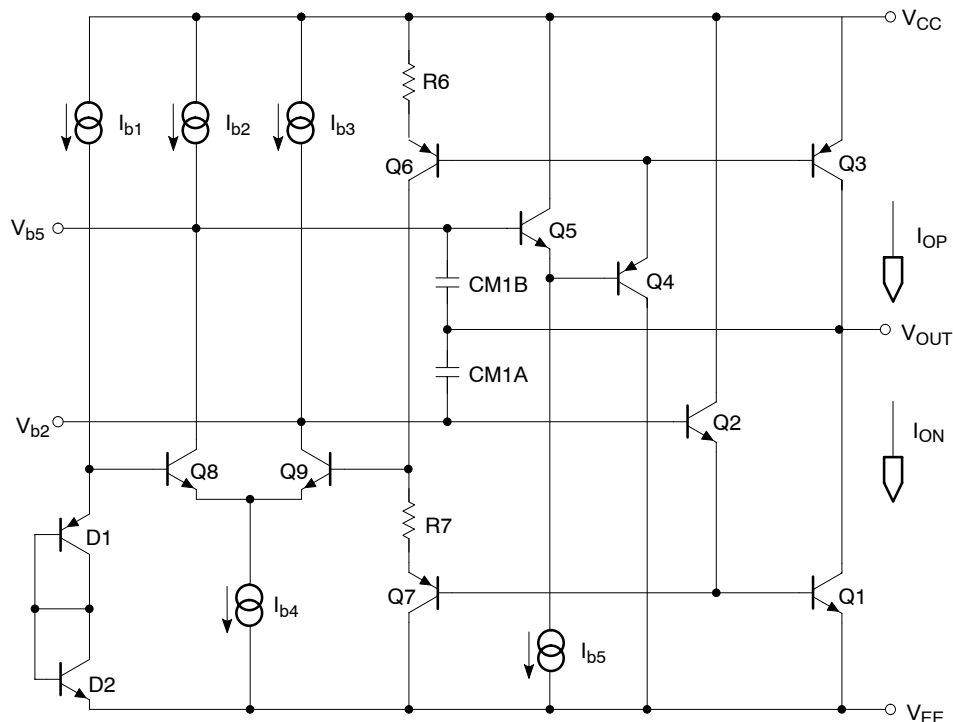 V_CC
R6
I_b1
I_b2
I_b3
Q6
Q3
V_b5
Q5
I_OP
Q4
CM1B
V_OUT
CM1A
V_b2
Q2
I_ON
Q8
Q9
R7
D1
Q7
I_b4
Q1
I_b5
D2
V_EE